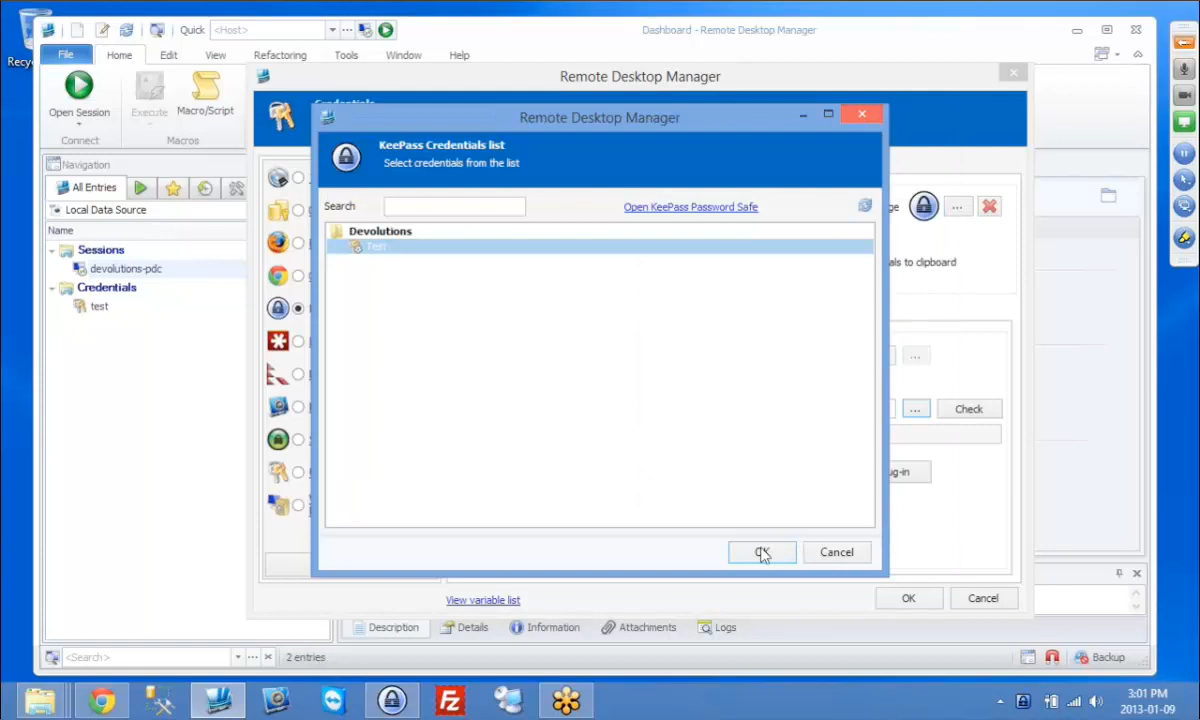 Quick
<Host>
Dashboard - Remote Desktop Manager
File
Home
Edit
View
Refactoring
Tools
Window
Help
Open Session
Execute
Macro/Script
Connect
Macros
Navigation
All Entries
Local Data Source
Name
Sessions
devolutions-pdc
Credentials
test
Remote Desktop Manager
Credentials
Remote Desktop Manager
KeePass Credentials list
Select credentials from the list
Search
Open KeePass Password Safe
Devolutions
Test
OK
Cancel
...
...
...
Check
View variable list
OK
Cancel
Description
Details
Information
Attachments
Logs
<Search>
...
2 entries
Backup
3:01 PM
2013-01-09